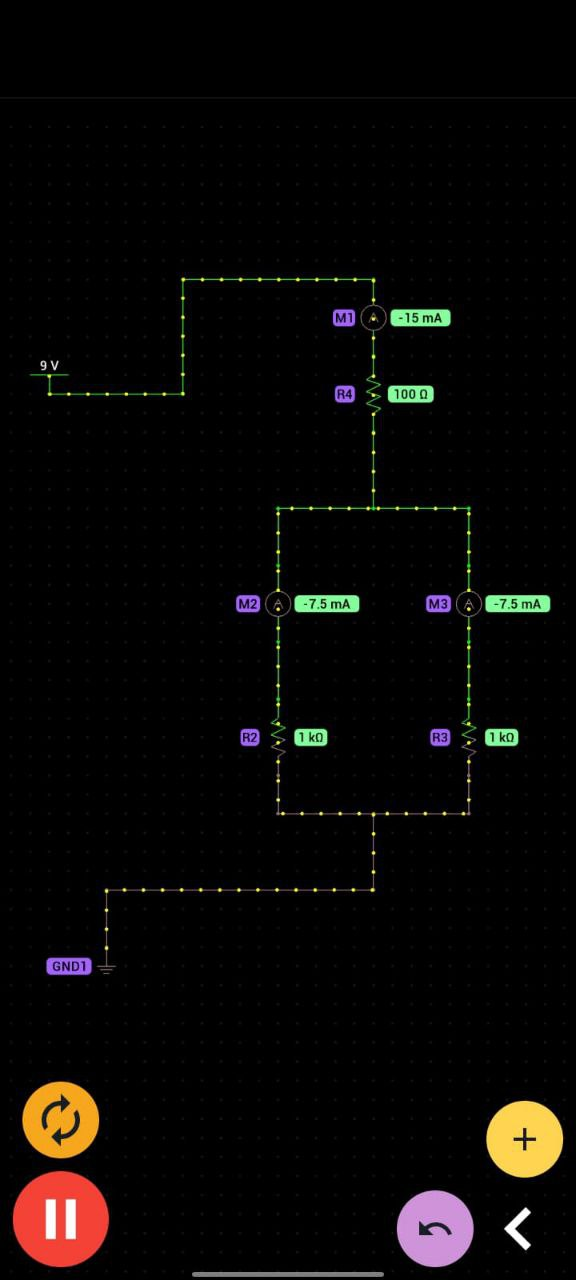 9 V
M1 A -15 mA
R4 100 Ω
M2 A -7.5 mA M3 A -7.5 mA
R2 1 kΩ R3 1 kΩ
GND1